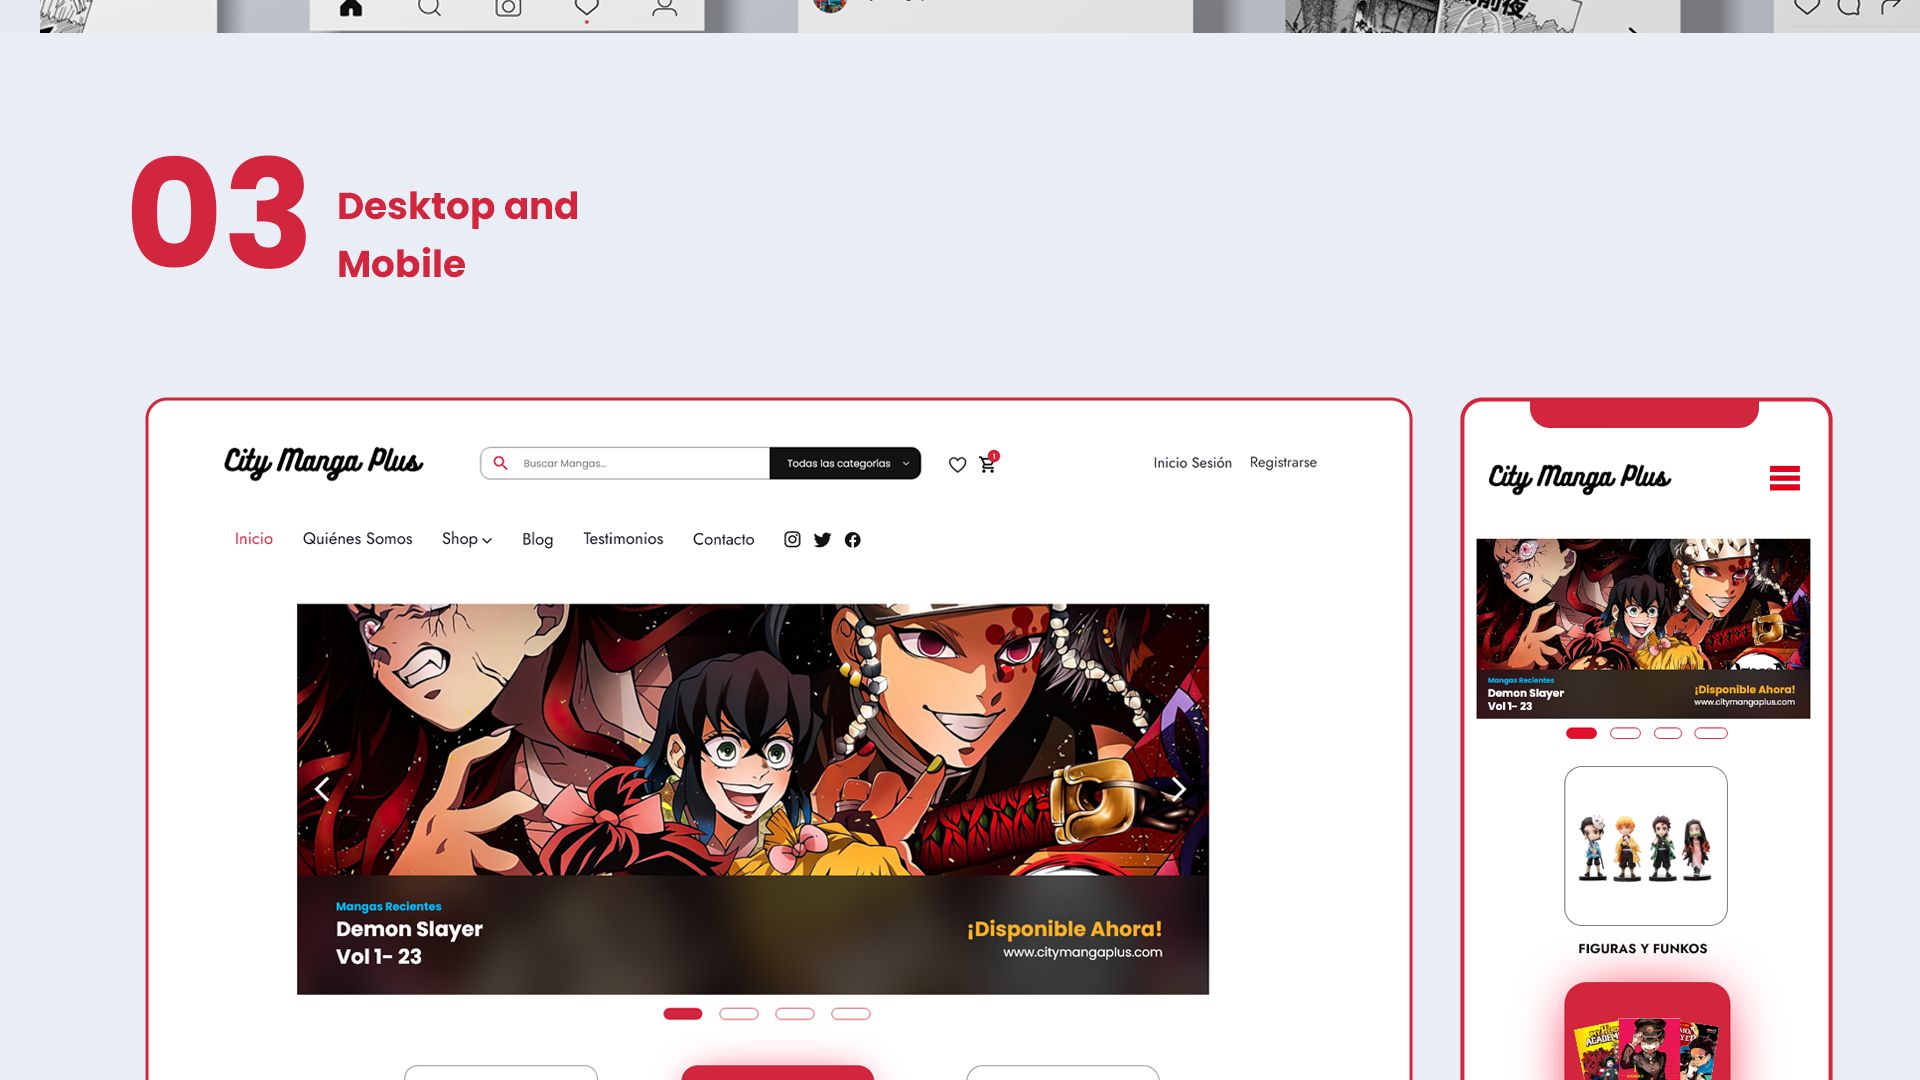 前夜
03
Desktop and
Mobile
City Manga Plus
Buscar Mangas...
Todas las categorías
1
Inicio Sesión
Registrarse
Inicio
Quiénes Somos
Shop
Blog
Testimonios
Contacto
Mangas Recientes
Demon Slayer
Vol 1- 23
¡Disponible Ahora!
www.citymangaplus.com
City Manga Plus
Mangas Recientes
Demon Slayer
Vol 1- 23
¡Disponible Ahora!
www.citymangaplus.com
FIGURAS Y FUNKOS